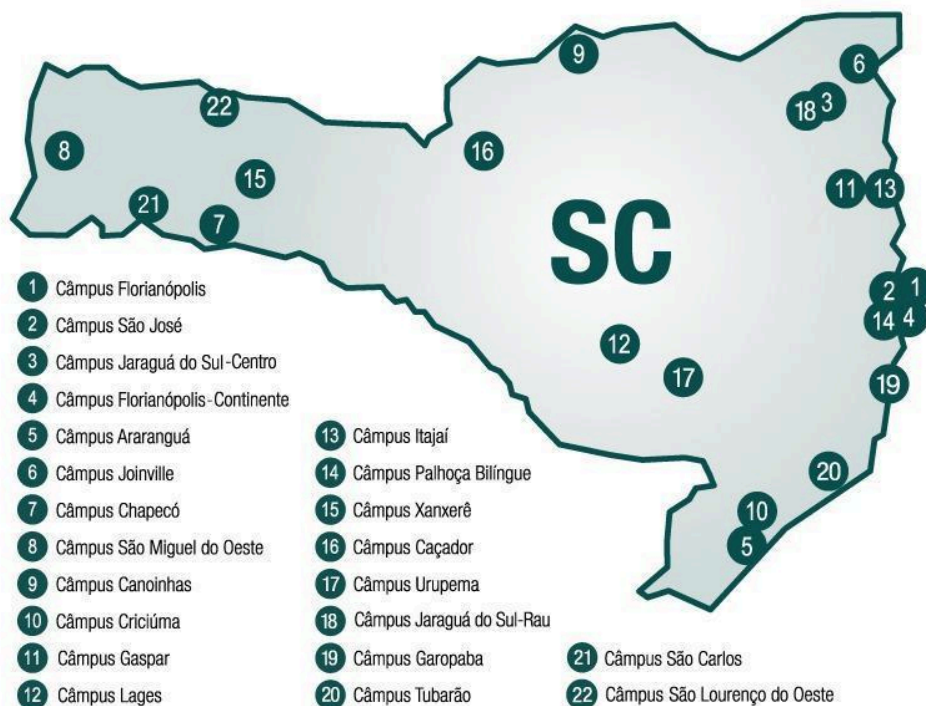 9
6
22
18 3
8
16
15
11 13
21
7
SC
2 1
14 4
12
17
19
20
10
5
1 Câmpus Florianópolis
2 Câmpus São José
3 Câmpus Jaraguá do Sul-Centro
4 Câmpus Florianópolis-Continente
5 Câmpus Araranguá
6 Câmpus Joinville
7 Câmpus Chapecó
8 Câmpus São Miguel do Oeste
9 Câmpus Canoinhas
10 Câmpus Criciúma
11 Câmpus Gaspar
12 Câmpus Lages
13 Câmpus Itajaí
14 Câmpus Palhoça Bilíngue
15 Câmpus Xanxerê
16 Câmpus Caçador
17 Câmpus Urupema
18 Câmpus Jaraguá do Sul-Rau
19 Câmpus Garopaba
20 Câmpus Tubarão
21 Câmpus São Carlos
22 Câmpus São Lourenço do Oeste